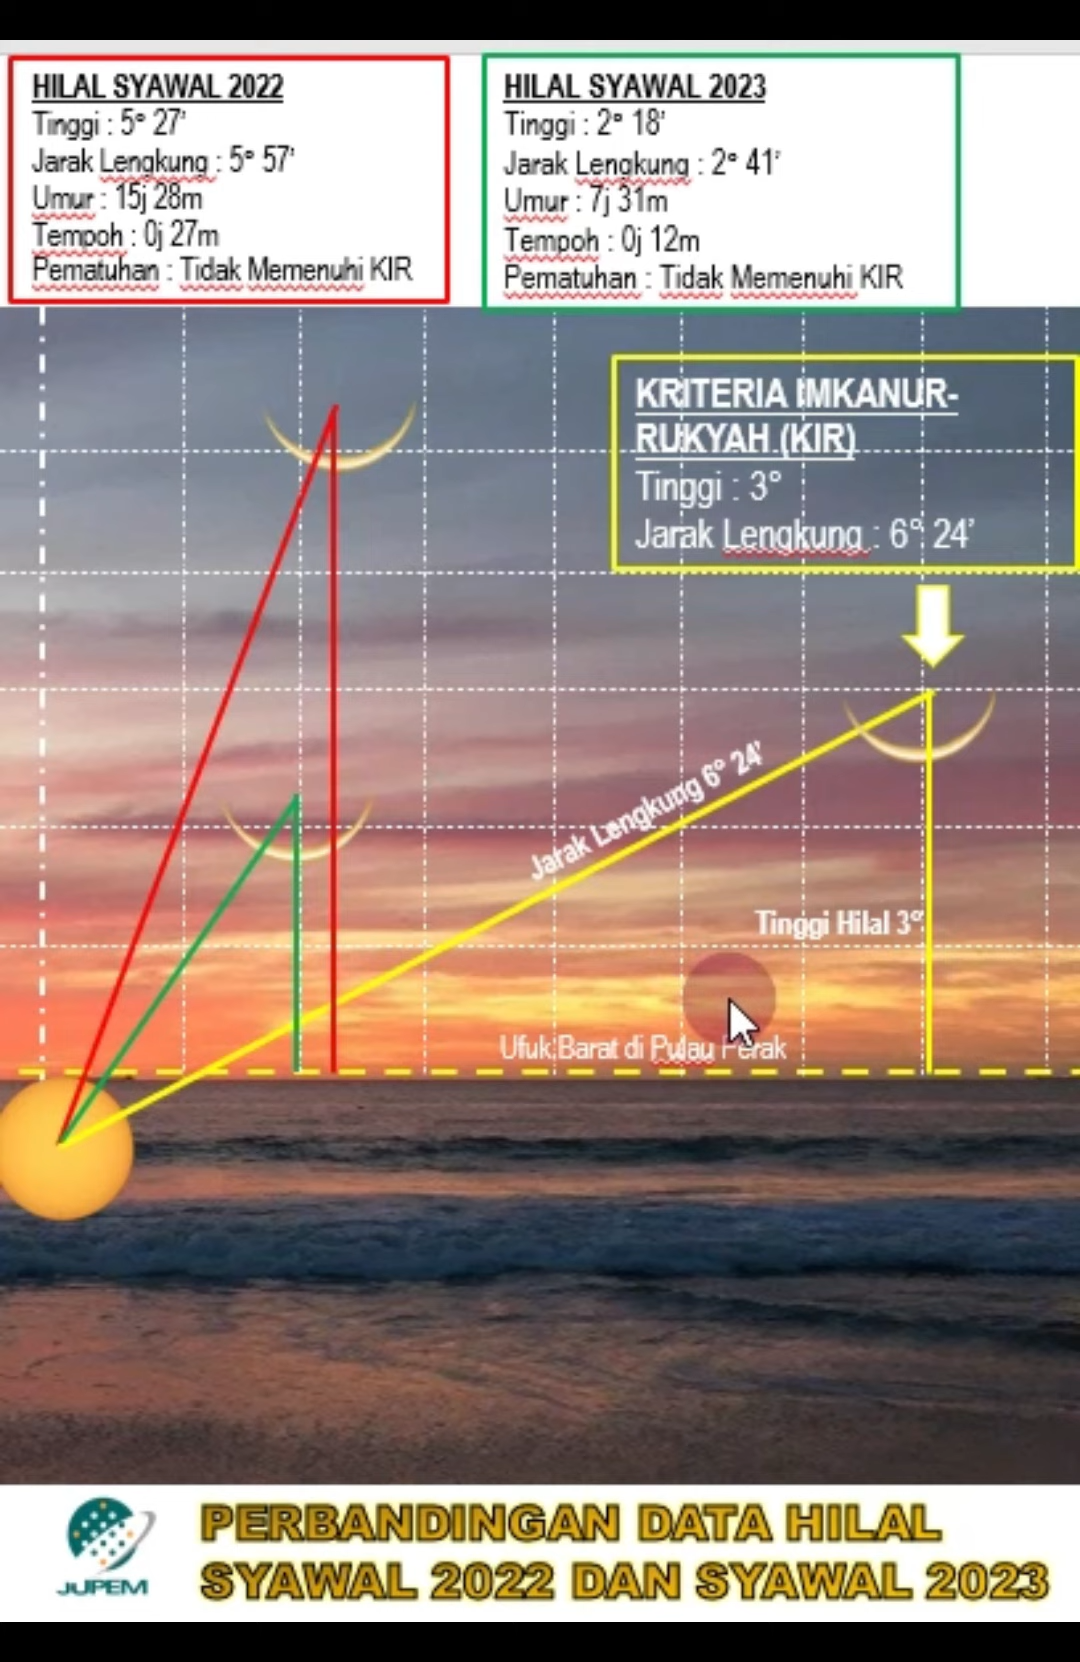 HILAL SYAWAL 2022
Tinggi : 5° 27’
Jarak Lengkung : 5° 57’
Umur : 15j 28m
Tempoh : 0j 27m
Pematuhan : Tidak Memenuhi KIR
HILAL SYAWAL 2023
Tinggi : 2° 18’
Jarak Lengkung : 2° 41’
Umur : 7j 31m
Tempoh : 0j 12m
Pematuhan : Tidak Memenuhi KIR
KRITERIA IMKANUR-
RUKYAH (KIR)
Tinggi : 3°
Jarak Lengkung : 6° 24’
Jarak Lengkung 6° 24’
Tinggi Hilal 3°
Ufuk Barat di Pulau Perak
JUPEM
PERBANDINGAN DATA HILAL
SYAWAL 2022 DAN SYAWAL 2023